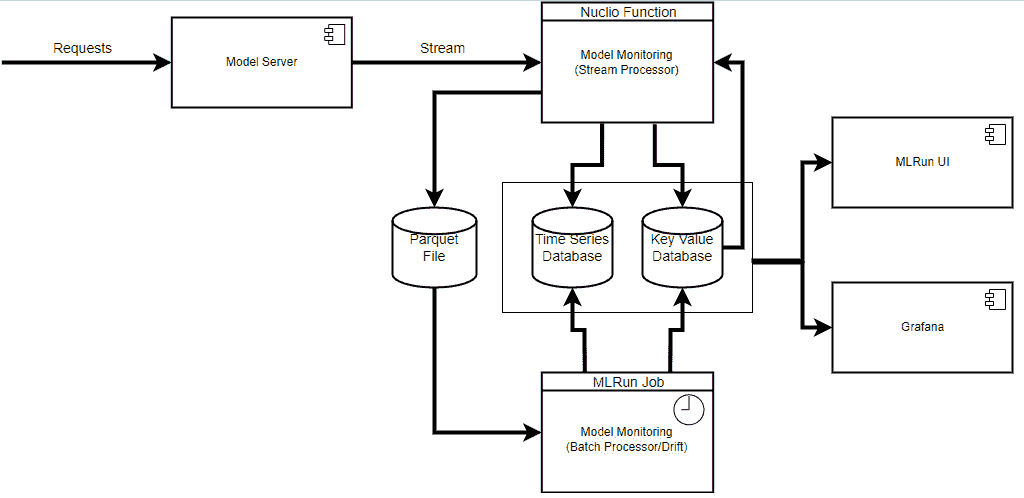 Nuclio Function
Requests
Model Server
Stream
Model Monitoring
(Stream Processor)
MLRun UI
Parquet
File
Time Series
Database
Key Value
Database
Grafana
MLRun Job
Model Monitoring
(Batch Processor/Drift)